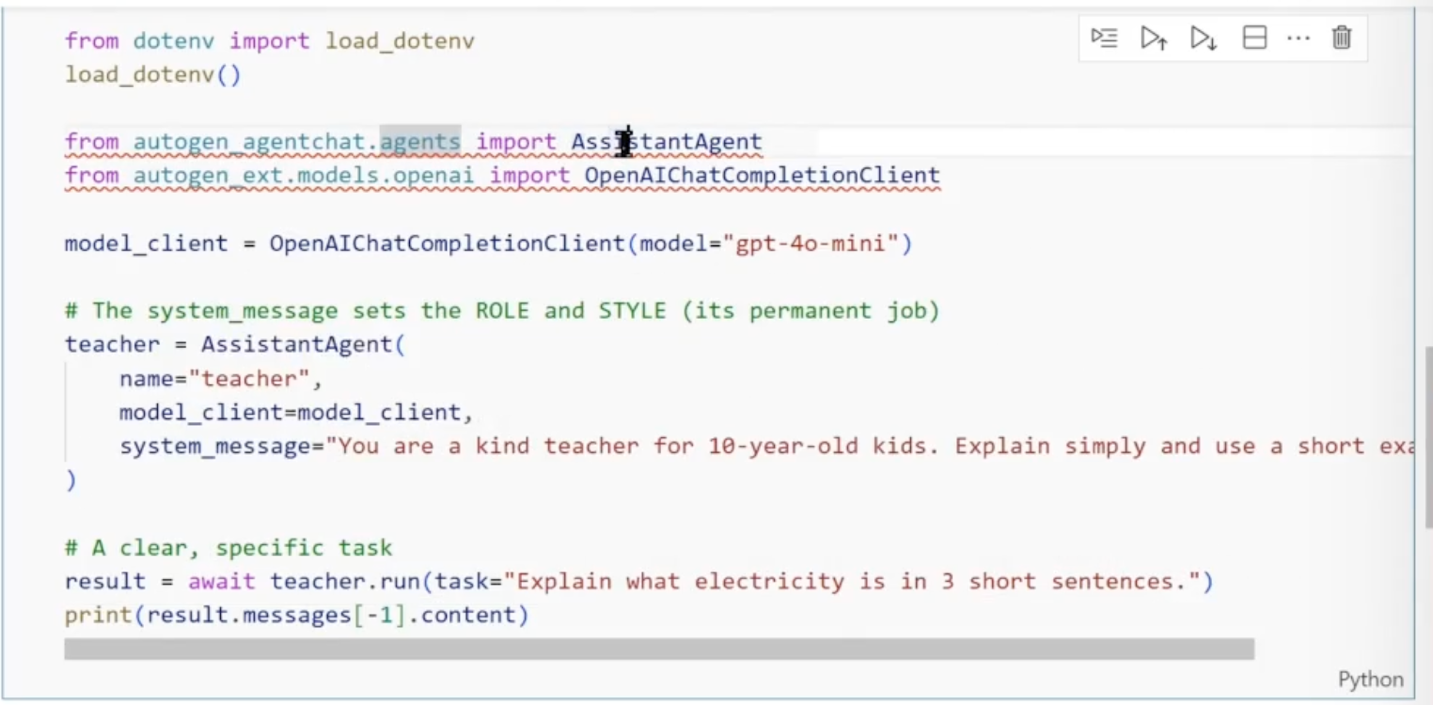 from dotenv import load_dotenv
load_dotenv()
from autogen_agentchat.agents import AssistantAgent
from autogen_ext.models.openai import OpenAIChatCompletionClient
model_client = OpenAIChatCompletionClient(model="gpt-4o-mini")
# The system_message sets the ROLE and STYLE (its permanent job)
teacher = AssistantAgent(
    name="teacher",
    model_client=model_client,
    system_message="You are a kind teacher for 10-year-old kids. Explain simply and use a short exa
)
# A clear, specific task
result = await teacher.run(task="Explain what electricity is in 3 short sentences.")
print(result.messages[-1].content)
Python